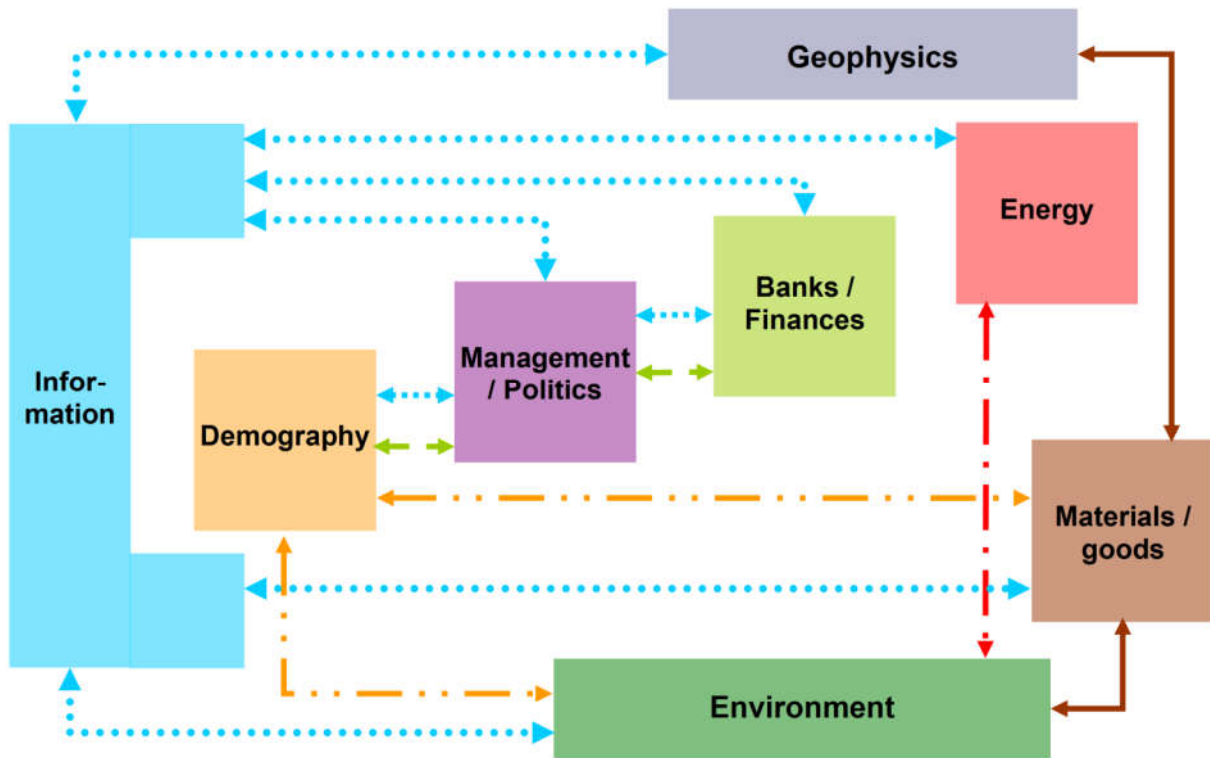 Geophysics
Energy
Banks /
Finances
Management
/ Politics
Infor-
mation
Demography
Materials /
goods
Environment